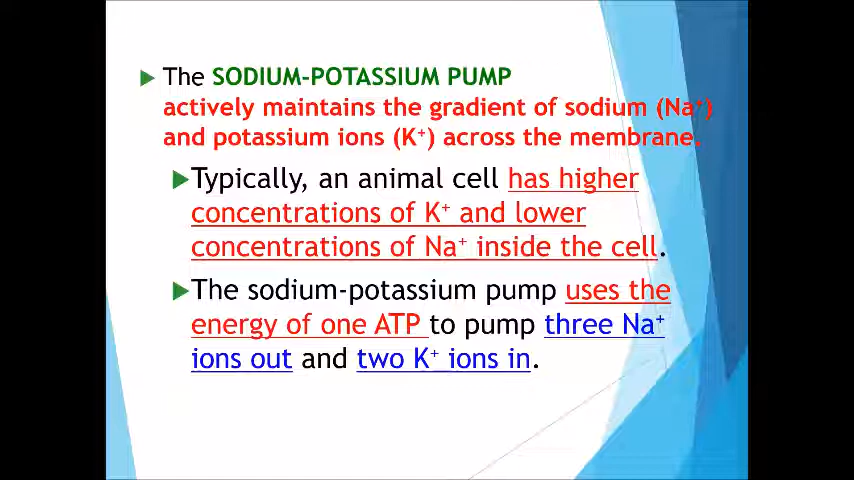 The SODIUM-POTASSIUM PUMP
actively maintains the gradient of sodium (Na⁺)
and potassium ions (K⁺) across the membrane.
Typically, an animal cell has higher
concentrations of K⁺ and lower
concentrations of Na⁺ inside the cell.
The sodium-potassium pump uses the
energy of one ATP to pump three Na⁺
ions out and two K⁺ ions in.